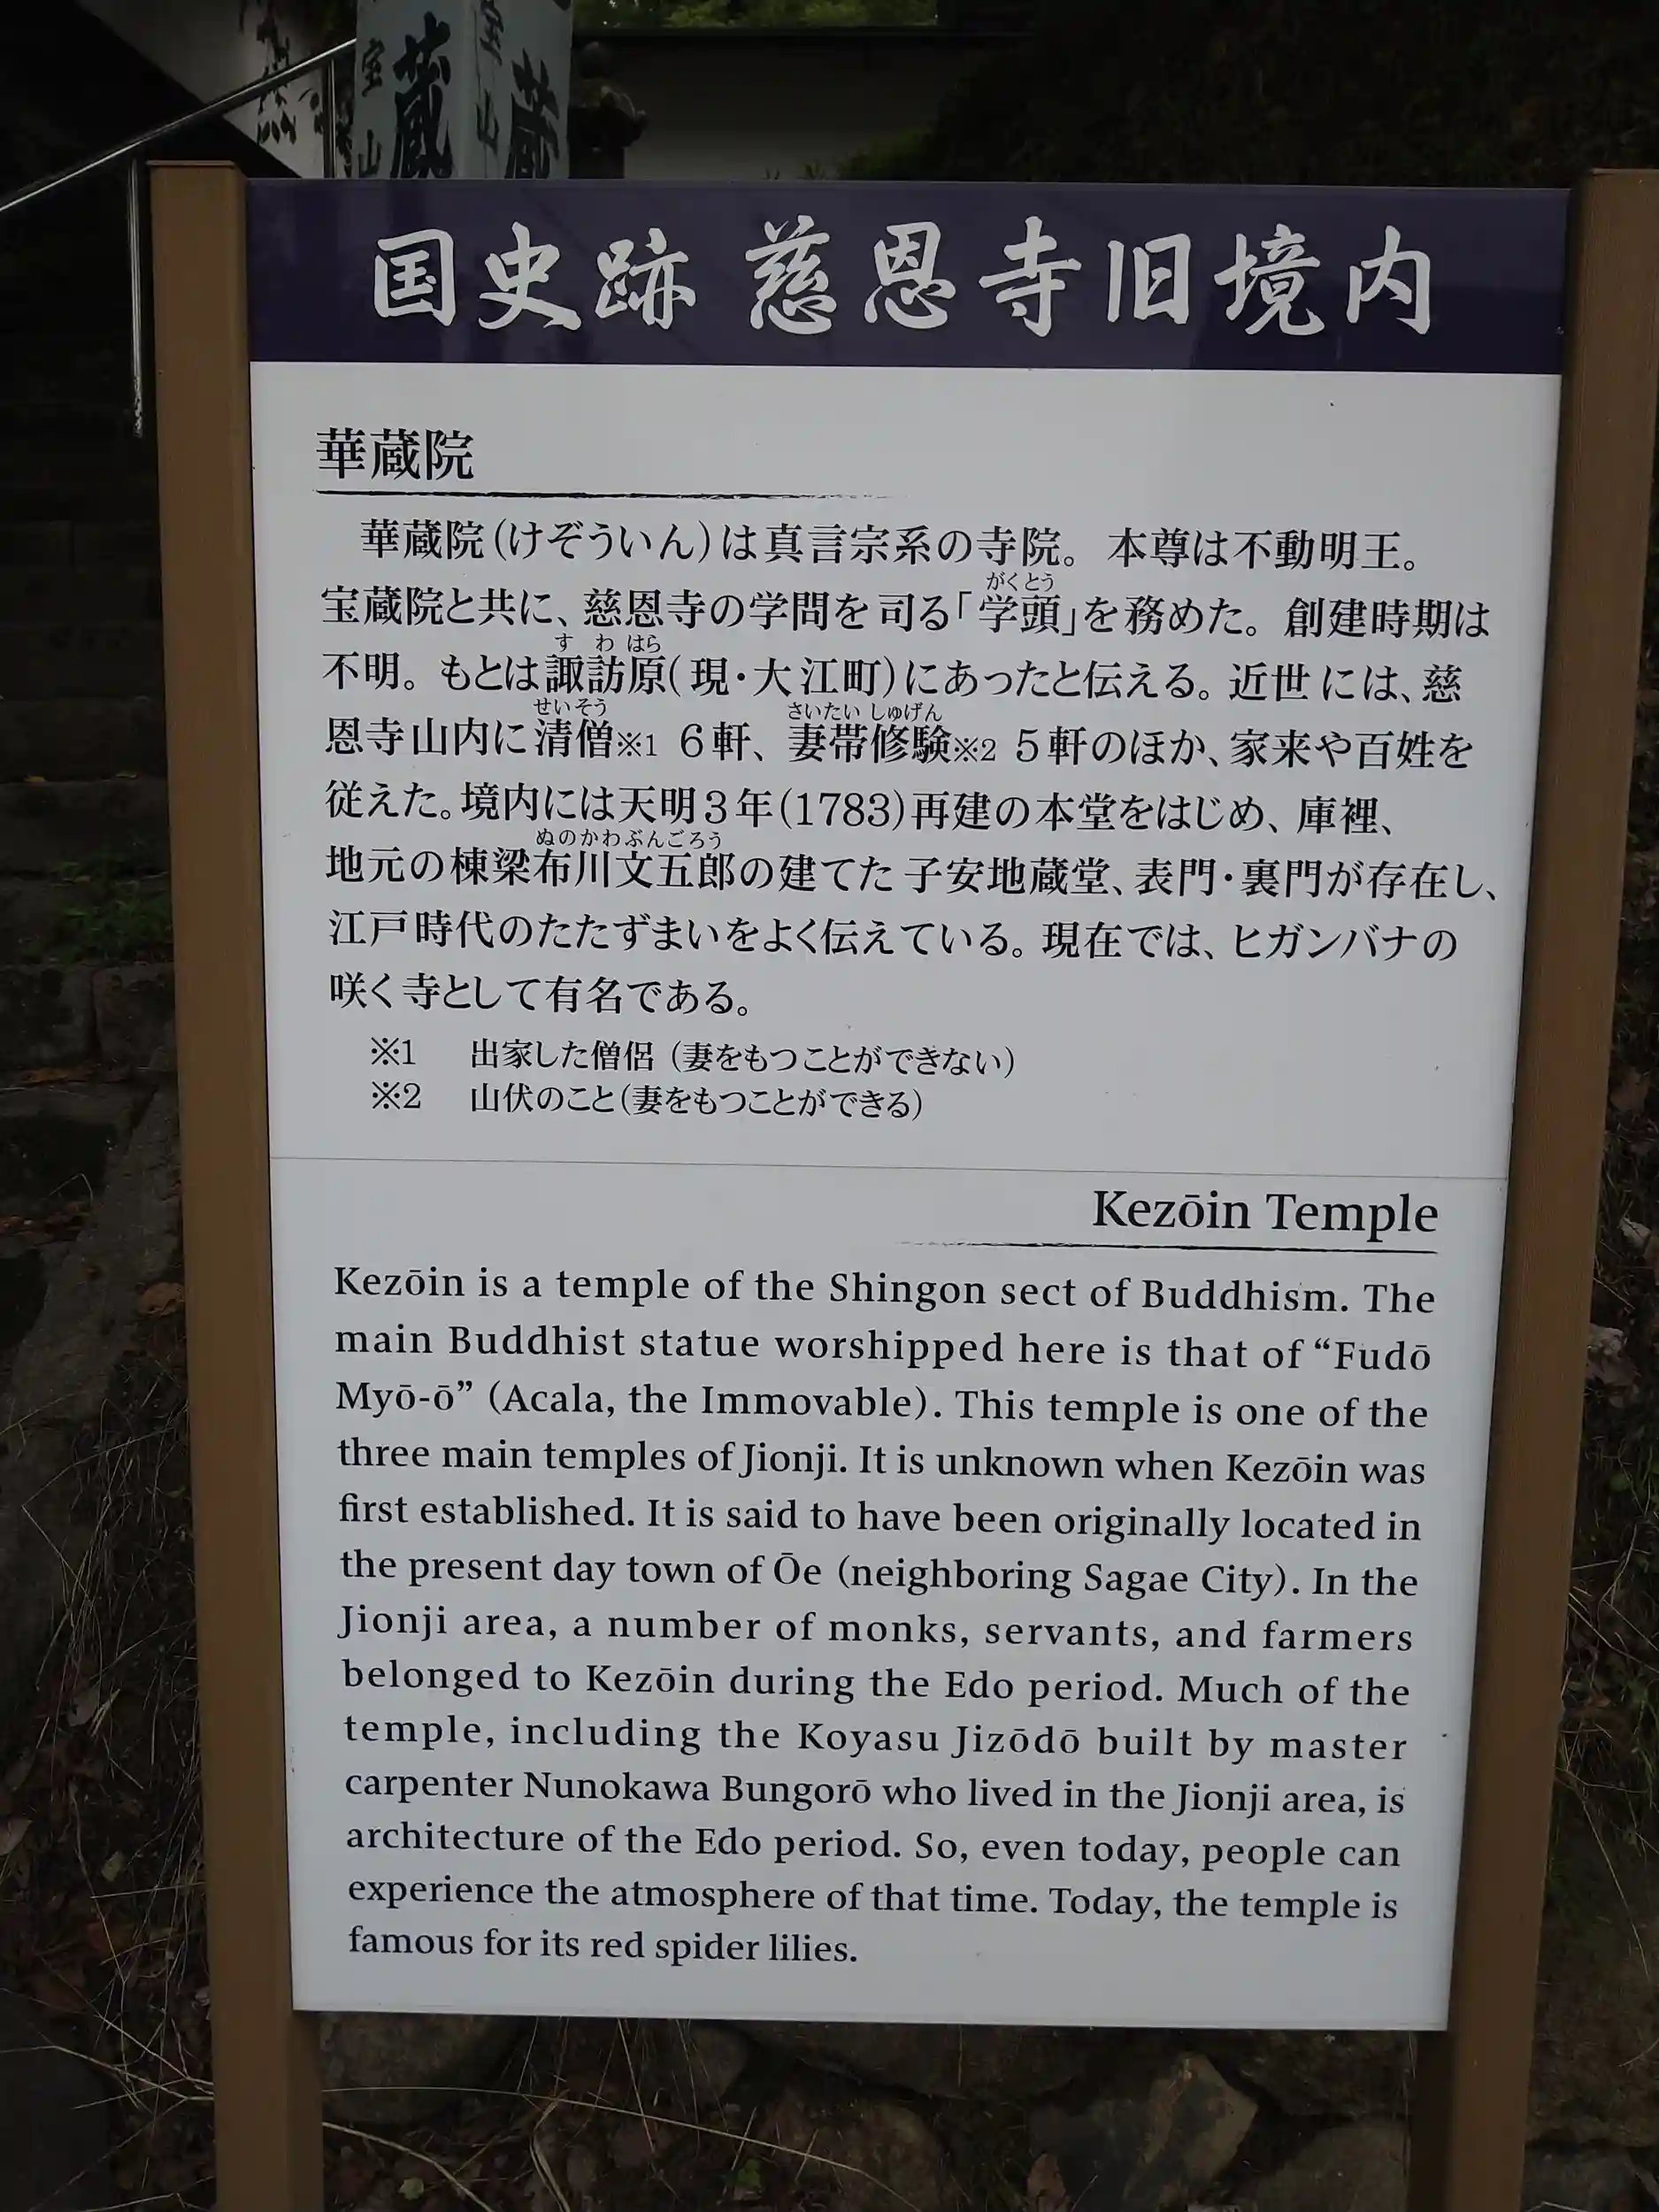 宝山
蔵
宝山
蔵
国史跡 慈恩寺旧境内
華蔵院
華蔵院(けぞういん)は真言宗系の寺院。本尊は不動明王。
がくとう
宝蔵院と共に、慈恩寺の学問を司る「学頭」を務めた。創建時期は
すわはら
不明。もとは諏訪原(現・大江町)にあったと伝える。近世には、慈
せいそう さいたいしゅげん
恩寺山内に清僧※1 6軒、妻帯修験※2 5軒のほか、家来や百姓を
従えた。境内には天明3年(1783)再建の本堂をはじめ、庫裡、
ぬのかわぶんごろう
地元の棟梁布川文五郎の建てた子安地蔵堂、表門・裏門が存在し、
江戸時代のたたずまいをよく伝えている。現在では、ヒガンバナの
咲く寺として有名である。
※1 出家した僧侶(妻をもつことができない)
※2 山伏のこと(妻をもつことができる)
Kezōin Temple
Kezōin is a temple of the Shingon sect of Buddhism. The
main Buddhist statue worshipped here is that of “Fudō
Myō-ō” (Acala, the Immovable). This temple is one of the
three main temples of Jionji. It is unknown when Kezōin was
first established. It is said to have been originally located in
the present day town of Ōe (neighboring Sagae City). In the
Jionji area, a number of monks, servants, and farmers
belonged to Kezōin during the Edo period. Much of the
temple, including the Koyasu Jizōdō built by master
carpenter Nunokawa Bungorō who lived in the Jionji area, is
architecture of the Edo period. So, even today, people can
experience the atmosphere of that time. Today, the temple is
famous for its red spider lilies.